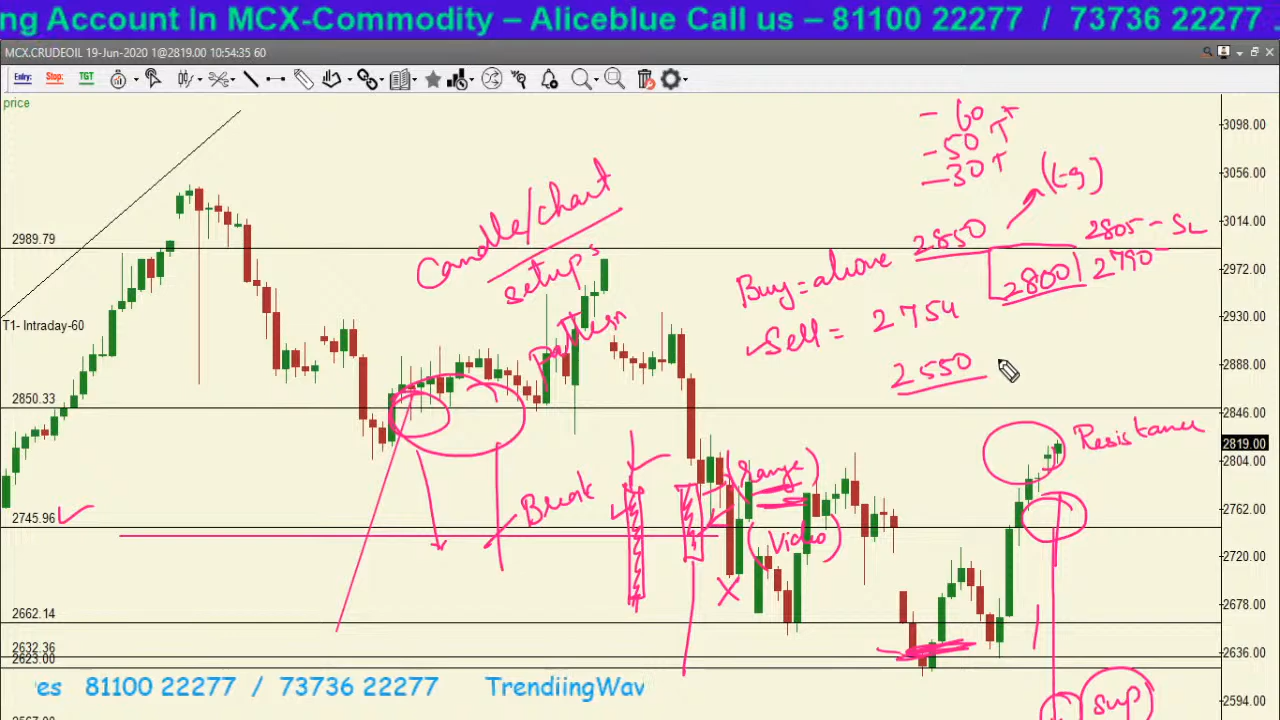 ng Account In MCX-Commodity – Aliceblue Call us – 81100 22277 / 73736 22277
MCX.CRUDEOIL 19-Jun-2020 1@2819.00 10:54:35 60
Entry: Stop: TGT
price
3098.00
3056.00
3014.00
2972.00
2930.00
2888.00
2846.00
2819.00
2804.00
2762.00
2720.00
2678.00
2636.00
2594.00
2989.79
T1- Intraday-60
2850.33
2745.96
2662.14
2632.36
2623.00
2567.00
- 60
- 50 T
- 30 T
Candle/chart
setups
Pattern
Buy = above 2850
2805 - SL
2800 2790
Sell = 2754
2550
Resistance
Break
(range)
(Video)
X
sup
es 81100 22277 / 73736 22277 TrendiingWav